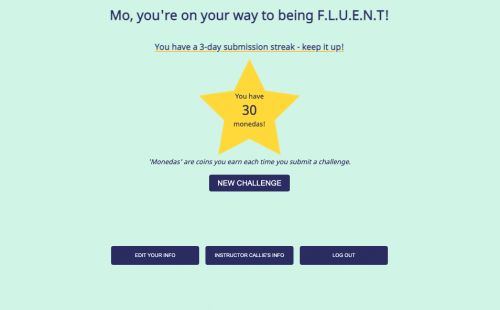 Mo, you're on your way to being F.L.U.E.N.T!
You have a 3-day submission streak - keep it up!
You have
30
monedas!
'Monedas' are coins you earn each time you submit a challenge.
NEW CHALLENGE
EDIT YOUR INFO
INSTRUCTOR CALLIE'S INFO
LOG OUT